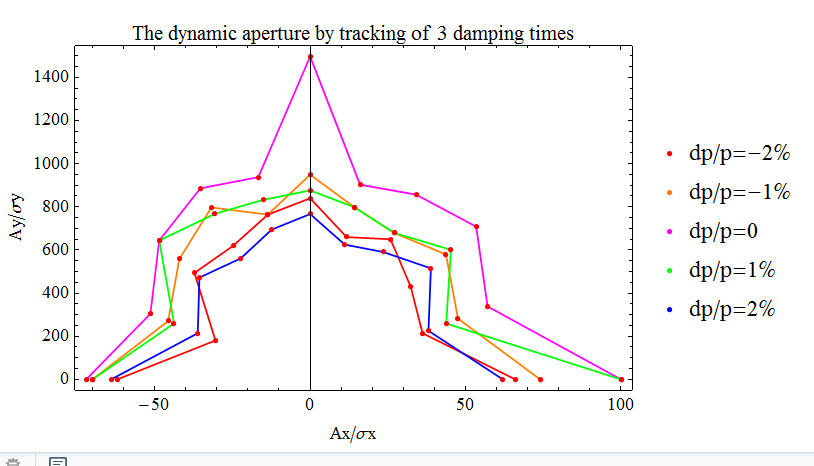 The dynamic aperture by tracking of 3 damping times
1400
1200
1000
800
600
400
200
0
Ay/σy
−50
0
50
100
Ax/σx
dp/p=−2%
dp/p=−1%
dp/p=0
dp/p=1%
dp/p=2%